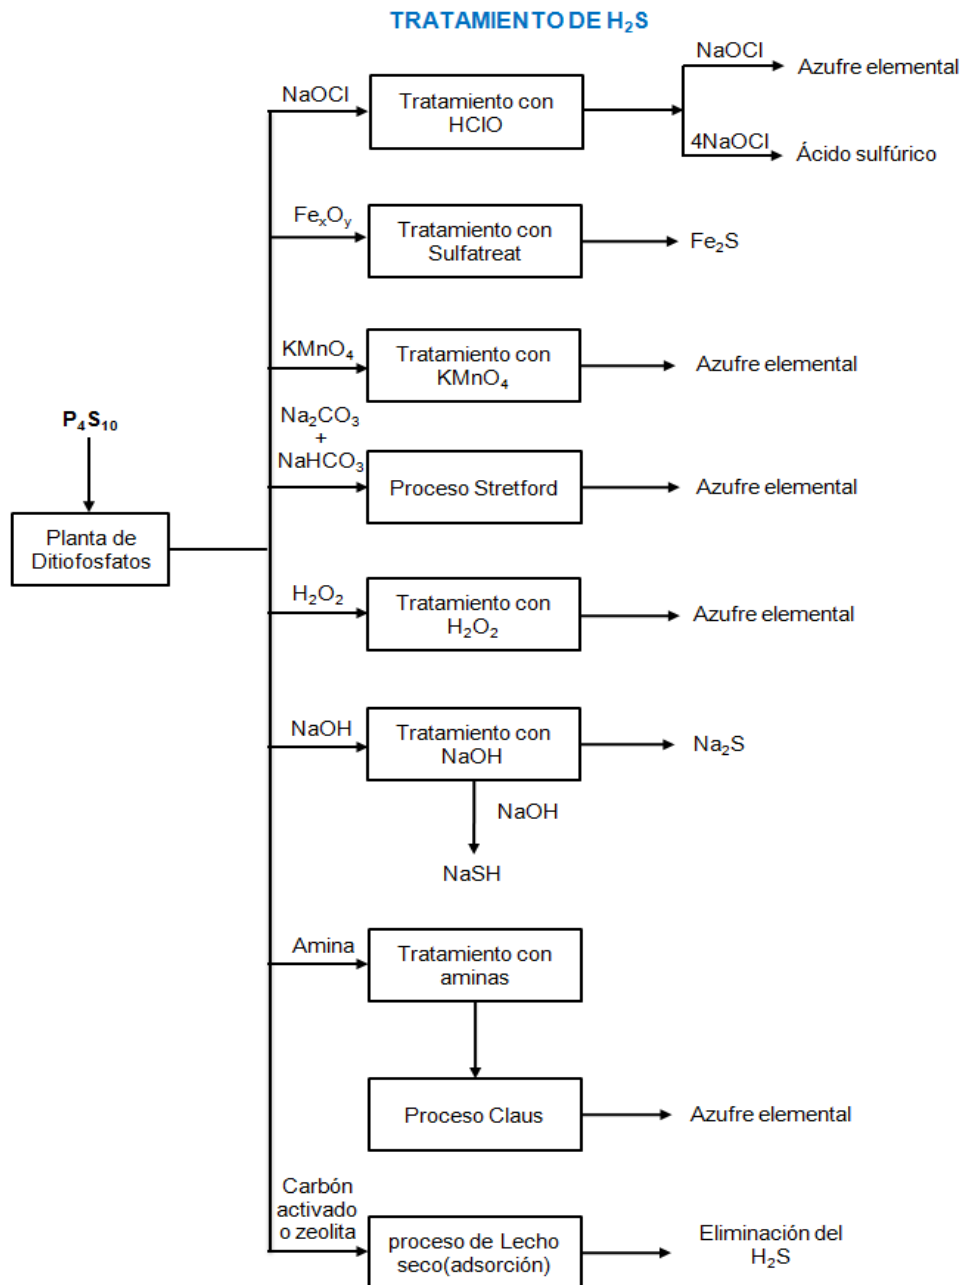 TRATAMIENTO DE H₂S
NaOCl
Tratamiento con
HClO
NaOCl
Azufre elemental
4NaOCl
Ácido sulfúrico
FeₓOᵧ
Tratamiento con
Sulfatreat
Fe₂S
KMnO₄
Tratamiento con
KMnO₄
Azufre elemental
P₄S₁₀
Planta de
Ditiofosfatos
Na₂CO₃
+
NaHCO₃
Proceso Stretford
Azufre elemental
H₂O₂
Tratamiento con
H₂O₂
Azufre elemental
NaOH
Tratamiento con
NaOH
Na₂S
NaOH
NaSH
Amina
Tratamiento con
aminas
Proceso Claus
Azufre elemental
Carbón
activado
o zeolita
proceso de Lecho
seco(adsorción)
Eliminación del
H₂S